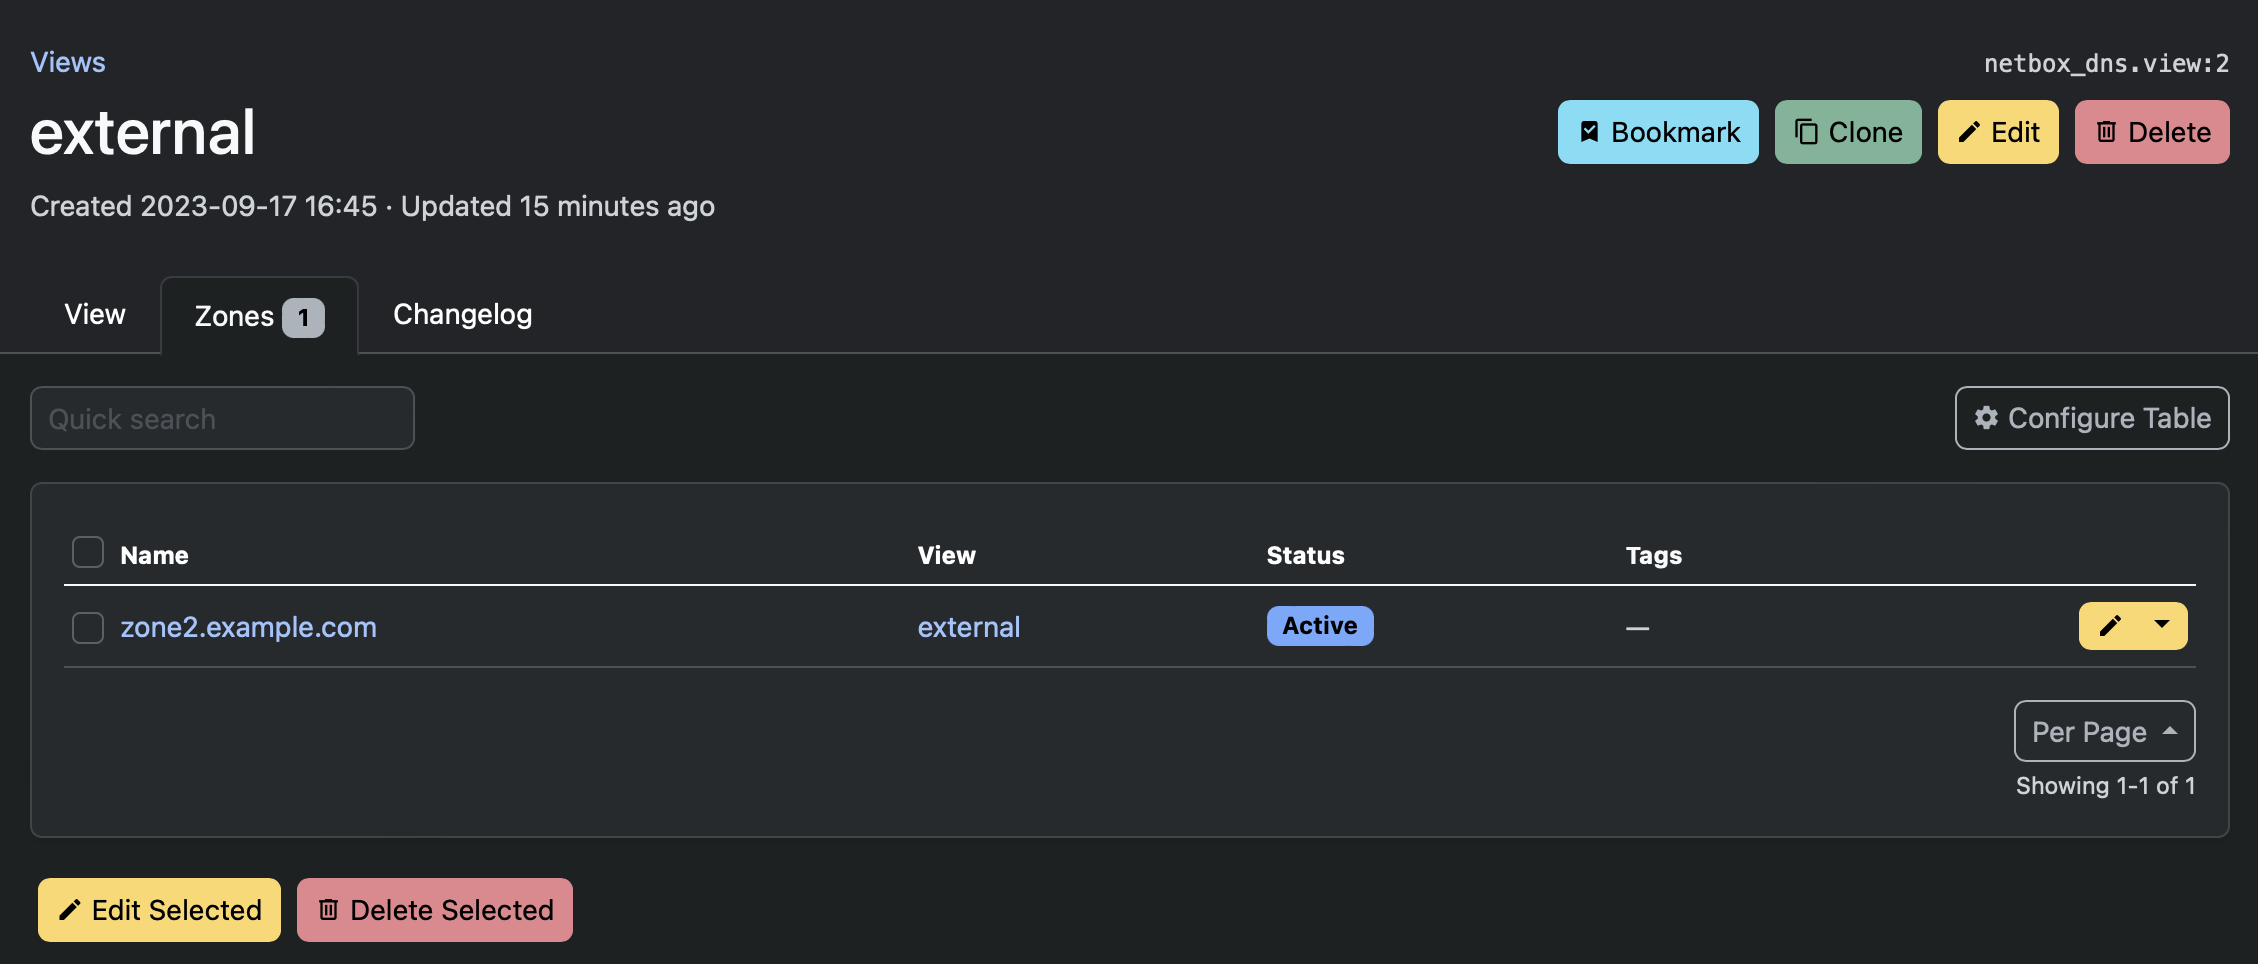 Views
netbox_dns.view:2
external
Bookmark
Clone
Edit
Delete
Created 2023-09-17 16:45 · Updated 15 minutes ago
View
Zones 1
Changelog
Quick search
Configure Table
Name View Status Tags
zone2.example.com external Active —
Per Page
Showing 1-1 of 1
Edit Selected
Delete Selected